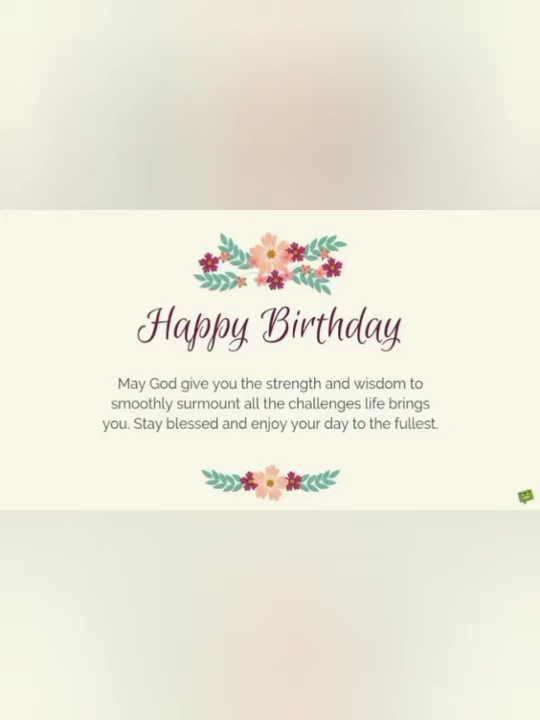 Happy Birthday
May God give you the strength and wisdom to
smoothly surmount all the challenges life brings
you. Stay blessed and enjoy your day to the fullest.